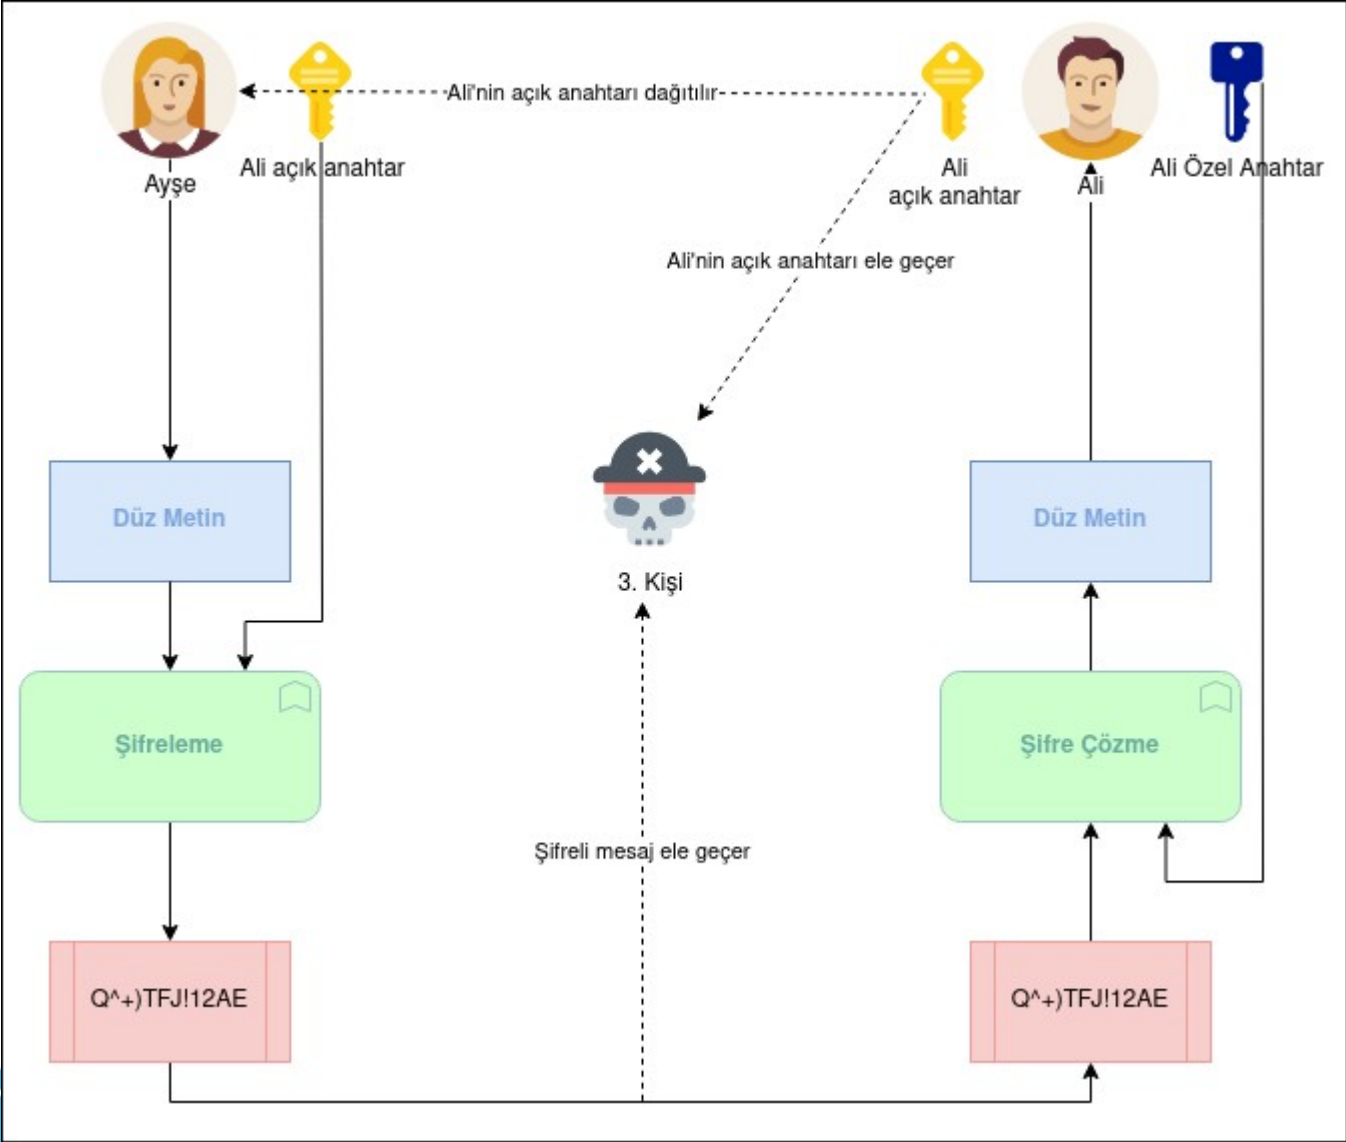 Ali'nin açık anahtarı dağıtılır
Ayşe
Ali açık anahtar
Ali
açık anahtar
Ali
Ali Özel Anahtar
Ali'nin açık anahtarı ele geçer
3. Kişi
Düz Metin
Düz Metin
Şifreleme
Şifre Çözme
Şifreli mesaj ele geçer
Q^+)TFJ!12AE
Q^+)TFJ!12AE